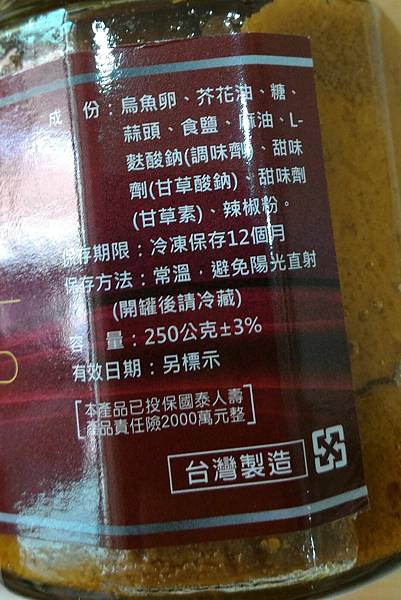 成　份：烏魚卵、芥花油、糖、
蒜頭、食鹽、麻油、L-
麩酸鈉(調味劑)、甜味
劑(甘草酸鈉)、甜味劑
(甘草素)、辣椒粉。
保存期限：冷凍保存12個月
保存方法：常溫，避免陽光直射
(開罐後請冷藏)
容　量：250公克±3%
有效日期：另標示
本產品已投保國泰人壽
產品責任險2000萬元整
台灣製造